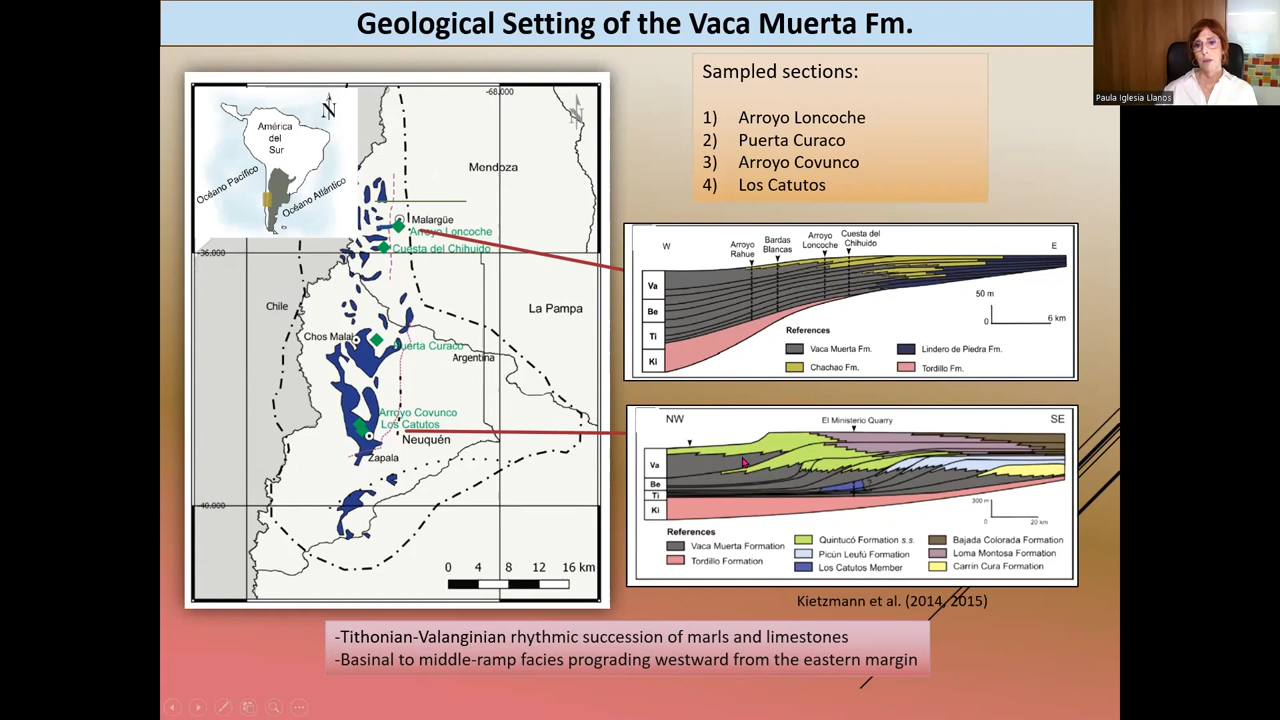 Geological Setting of the Vaca Muerta Fm.
Paula Iglesia Llanos
Sampled sections:
1) Arroyo Loncoche
2) Puerta Curaco
3) Arroyo Covunco
4) Los Catutos
-68,000
N
N
América
del
Sur
Océano Pacífico
Océano Atlántico
Mendoza
Malargüe
Arroyo Loncoche
Cuesta del Chihuido
-36,000
Chile
La Pampa
Chos Malal
Puerta Curaco
Argentina
Arroyo Covunco
Los Catutos
Neuquén
Zapala
-40,000
0 4 8 12 16 km
W
Arroyo
Rahue
Bardas
Blancas
Arroyo
Loncoche
Cuesta del
Chihuido
E
Va
Be
Ti
Ki
50 m
0
6 km
References
Vaca Muerta Fm.
Lindero de Piedra Fm.
Chachao Fm.
Tordillo Fm.
NW
El Ministerio Quarry
SE
Va
Be
Ti
Ki
?
300 m
0
20 km
References
Vaca Muerta Formation
Tordillo Formation
Quintucó Formation s.s.
Picún Leufú Formation
Los Catutos Member
Bajada Colorada Formation
Loma Montosa Formation
Carrin Cura Formation
Kietzmann et al. (2014, 2015)
-Tithonian-Valanginian rhythmic succession of marls and limestones
-Basinal to middle-ramp facies prograding westward from the eastern margin